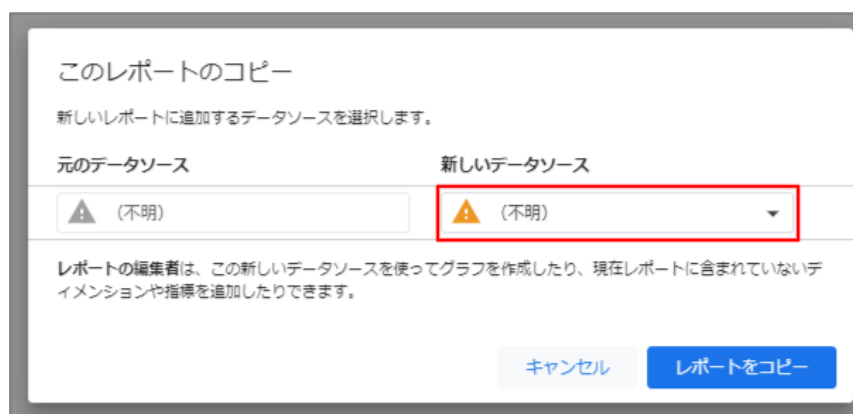 このレポートのコピー
新しいレポートに追加するデータソースを選択します。
元のデータソース 新しいデータソース
(不明) (不明)
レポートの編集者は、この新しいデータソースを使ってグラフを作成したり、現在レポートに含まれていないデ
ィメンションや指標を追加したりできます。
キャンセル レポートをコピー